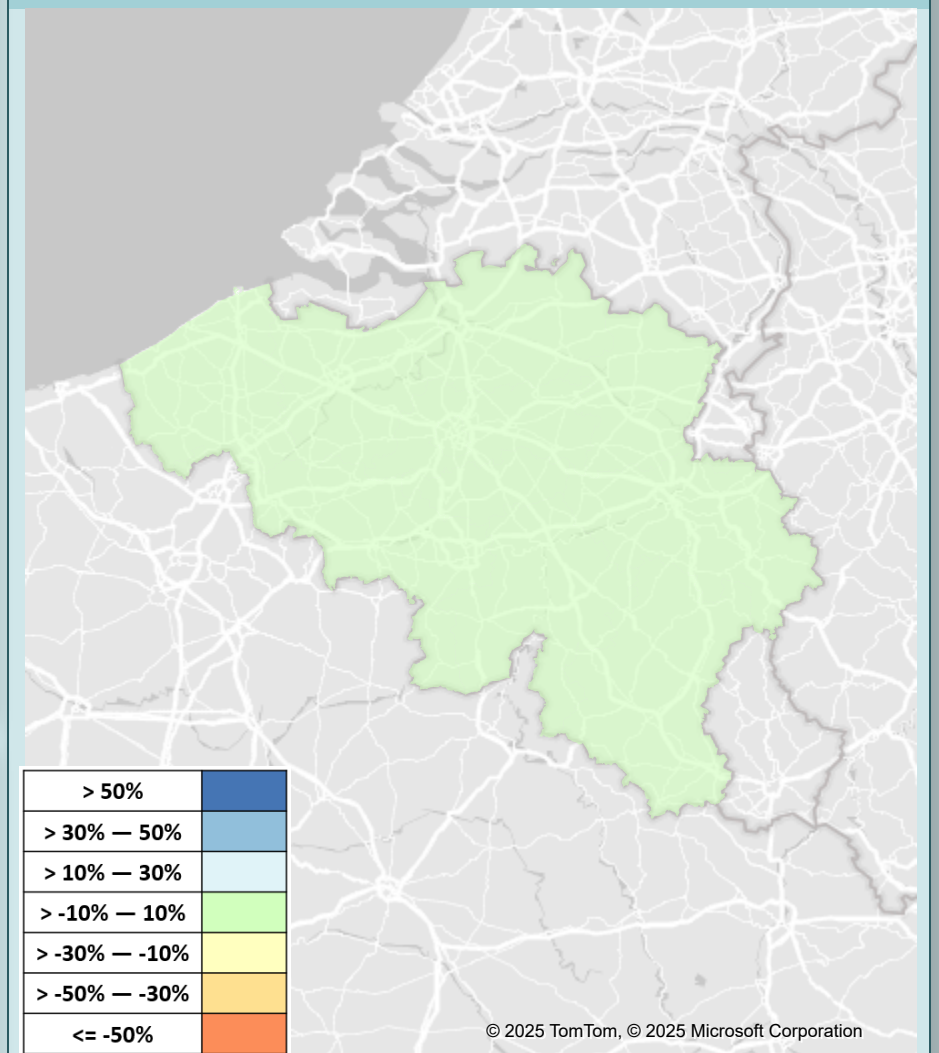 > 50%
> 30% — 50%
> 10% — 30%
> -10% — 10%
> -30% — -10%
> -50% — -30%
<= -50%
© 2025 TomTom, © 2025 Microsoft Corporation